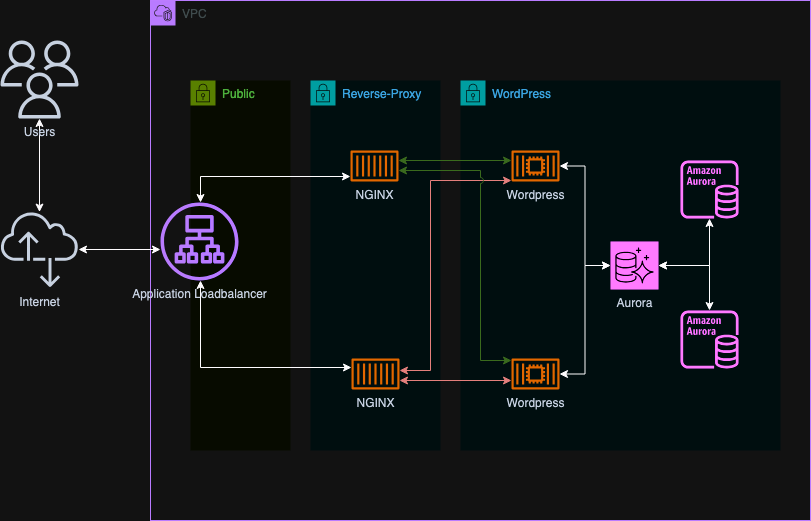 VPC
Public
Reverse-Proxy
WordPress
Users
NGINX
Wordpress
Amazon
Aurora
Internet
Application Loadbalancer
Aurora
Amazon
Aurora
NGINX
Wordpress